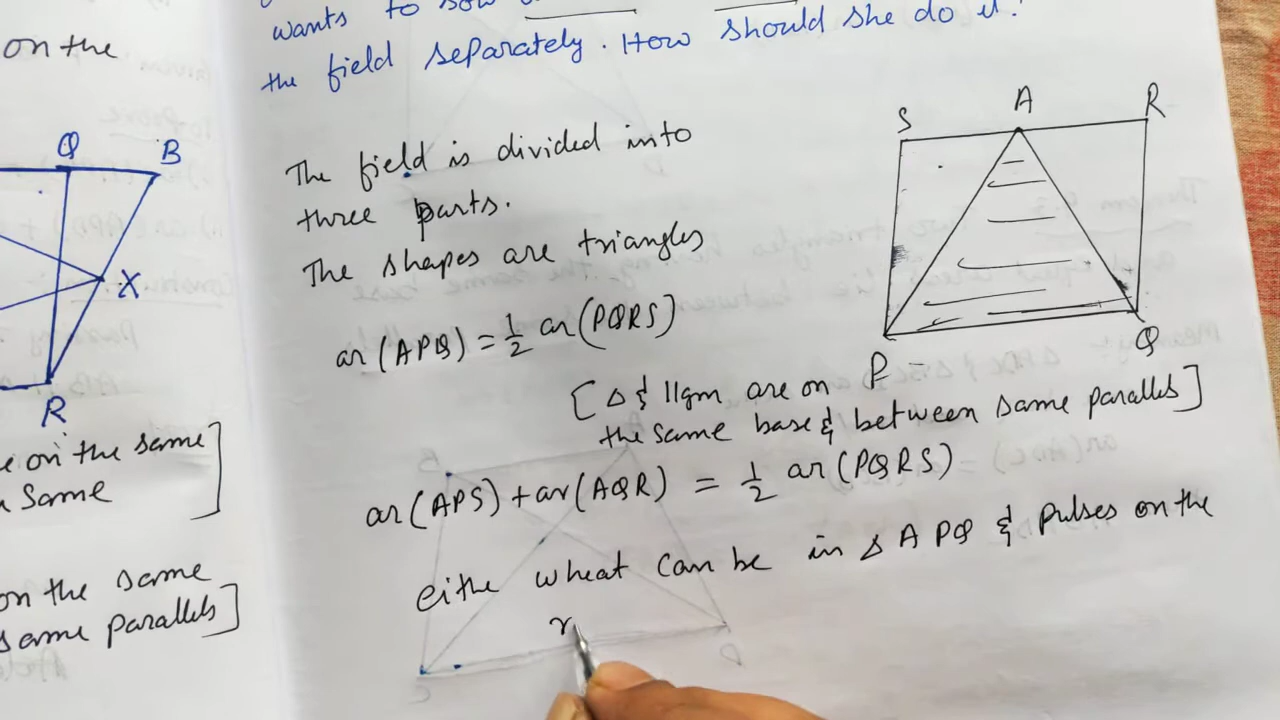 on the
Q B
X
R
e on the same]
Same
on the same
same parallels]
wants to sow
the field separately. How should she do it?
The field is divided into
three parts.
The shapes are triangles
S A R
P Q
ar (APQ) = 1/2 ar (PQRS)
[ Δ & 11gm are on
the same base & between same parallels]
ar (APS) + ar (AQR) = 1/2 ar (PQRS)
eithe wheat can be in Δ APQ & pulses on the
r